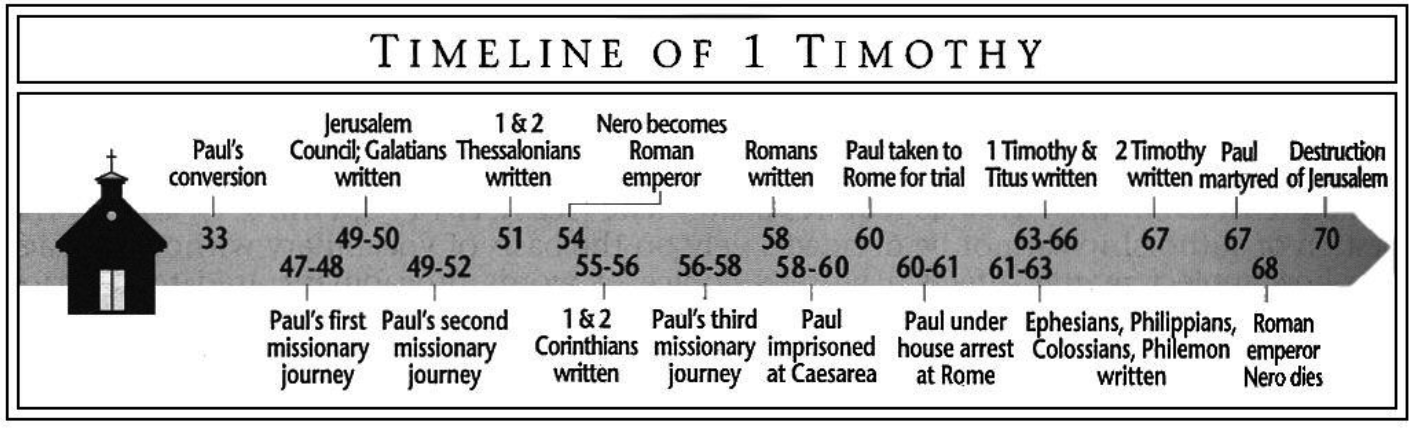 TIMELINE OF 1 TIMOTHY
Paul's
conversion
Jerusalem
Council; Galatians
written
1 & 2
Thessalonians
written
Nero becomes
Roman
emperor
Romans
written
Paul taken to
Rome for trial
1 Timothy &
Titus written
2 Timothy
written
Paul
martyred
Destruction
of Jerusalem
33 49-50 51 54 58 60 63-66 67 67 70
47-48 49-52 55-56 56-58 58-60 60-61 61-63 68
Paul's first
missionary
journey
Paul's second
missionary
journey
1 & 2
Corinthians
written
Paul's third
missionary
journey
Paul
imprisoned
at Caesarea
Paul under
house arrest
at Rome
Ephesians, Philippians,
Colossians, Philemon
written
Roman
emperor
Nero dies